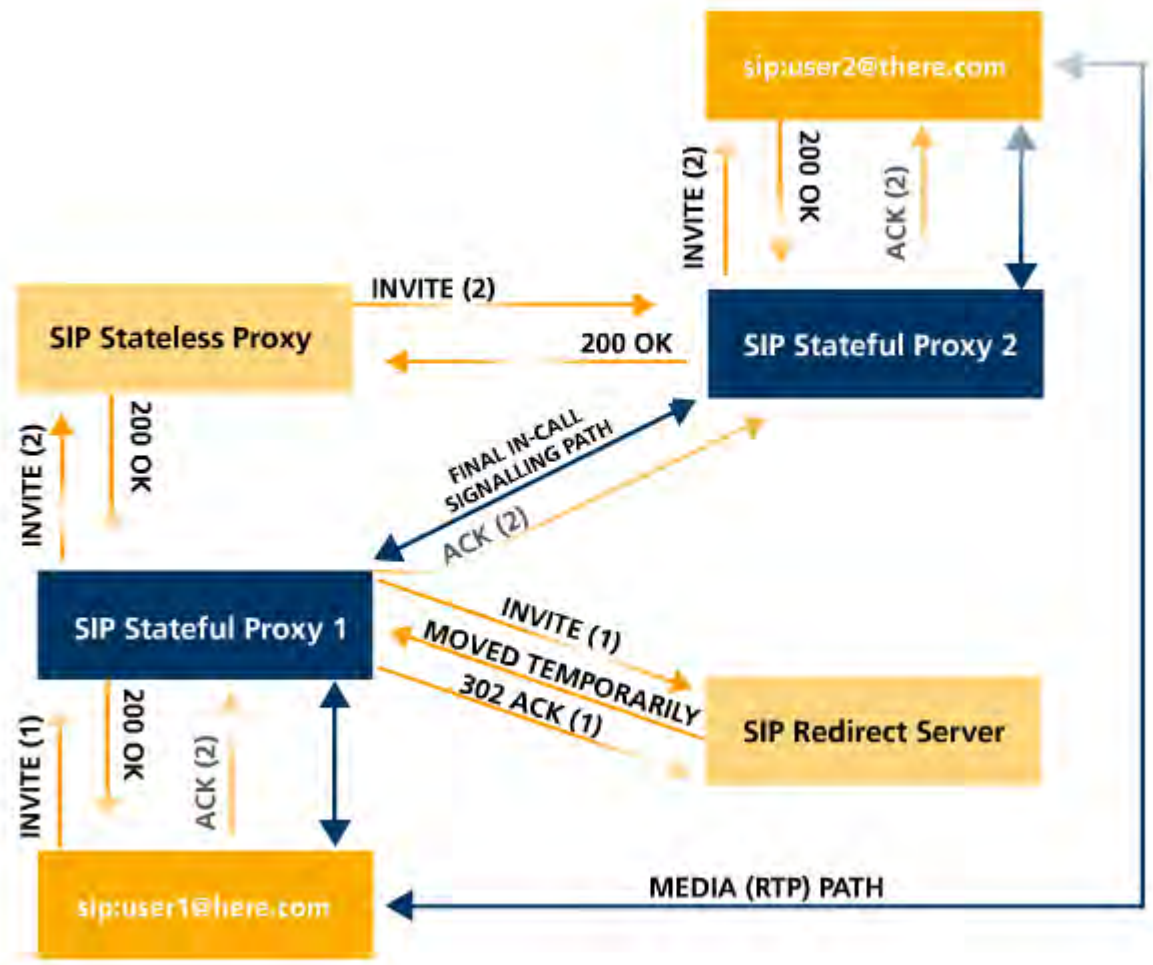 sip:user2@there.com
INVITE (2)
200 OK
ACK (2)
INVITE (2)
SIP Stateless Proxy
200 OK
SIP Stateful Proxy 2
INVITE (2)
200 OK
FINAL IN-CALL
SIGNALLING PATH
ACK (2)
SIP Stateful Proxy 1
INVITE (1)
MOVED TEMPORARILY
302 ACK (1)
SIP Redirect Server
INVITE (1)
200 OK
ACK (2)
sip:user1@here.com
MEDIA (RTP) PATH